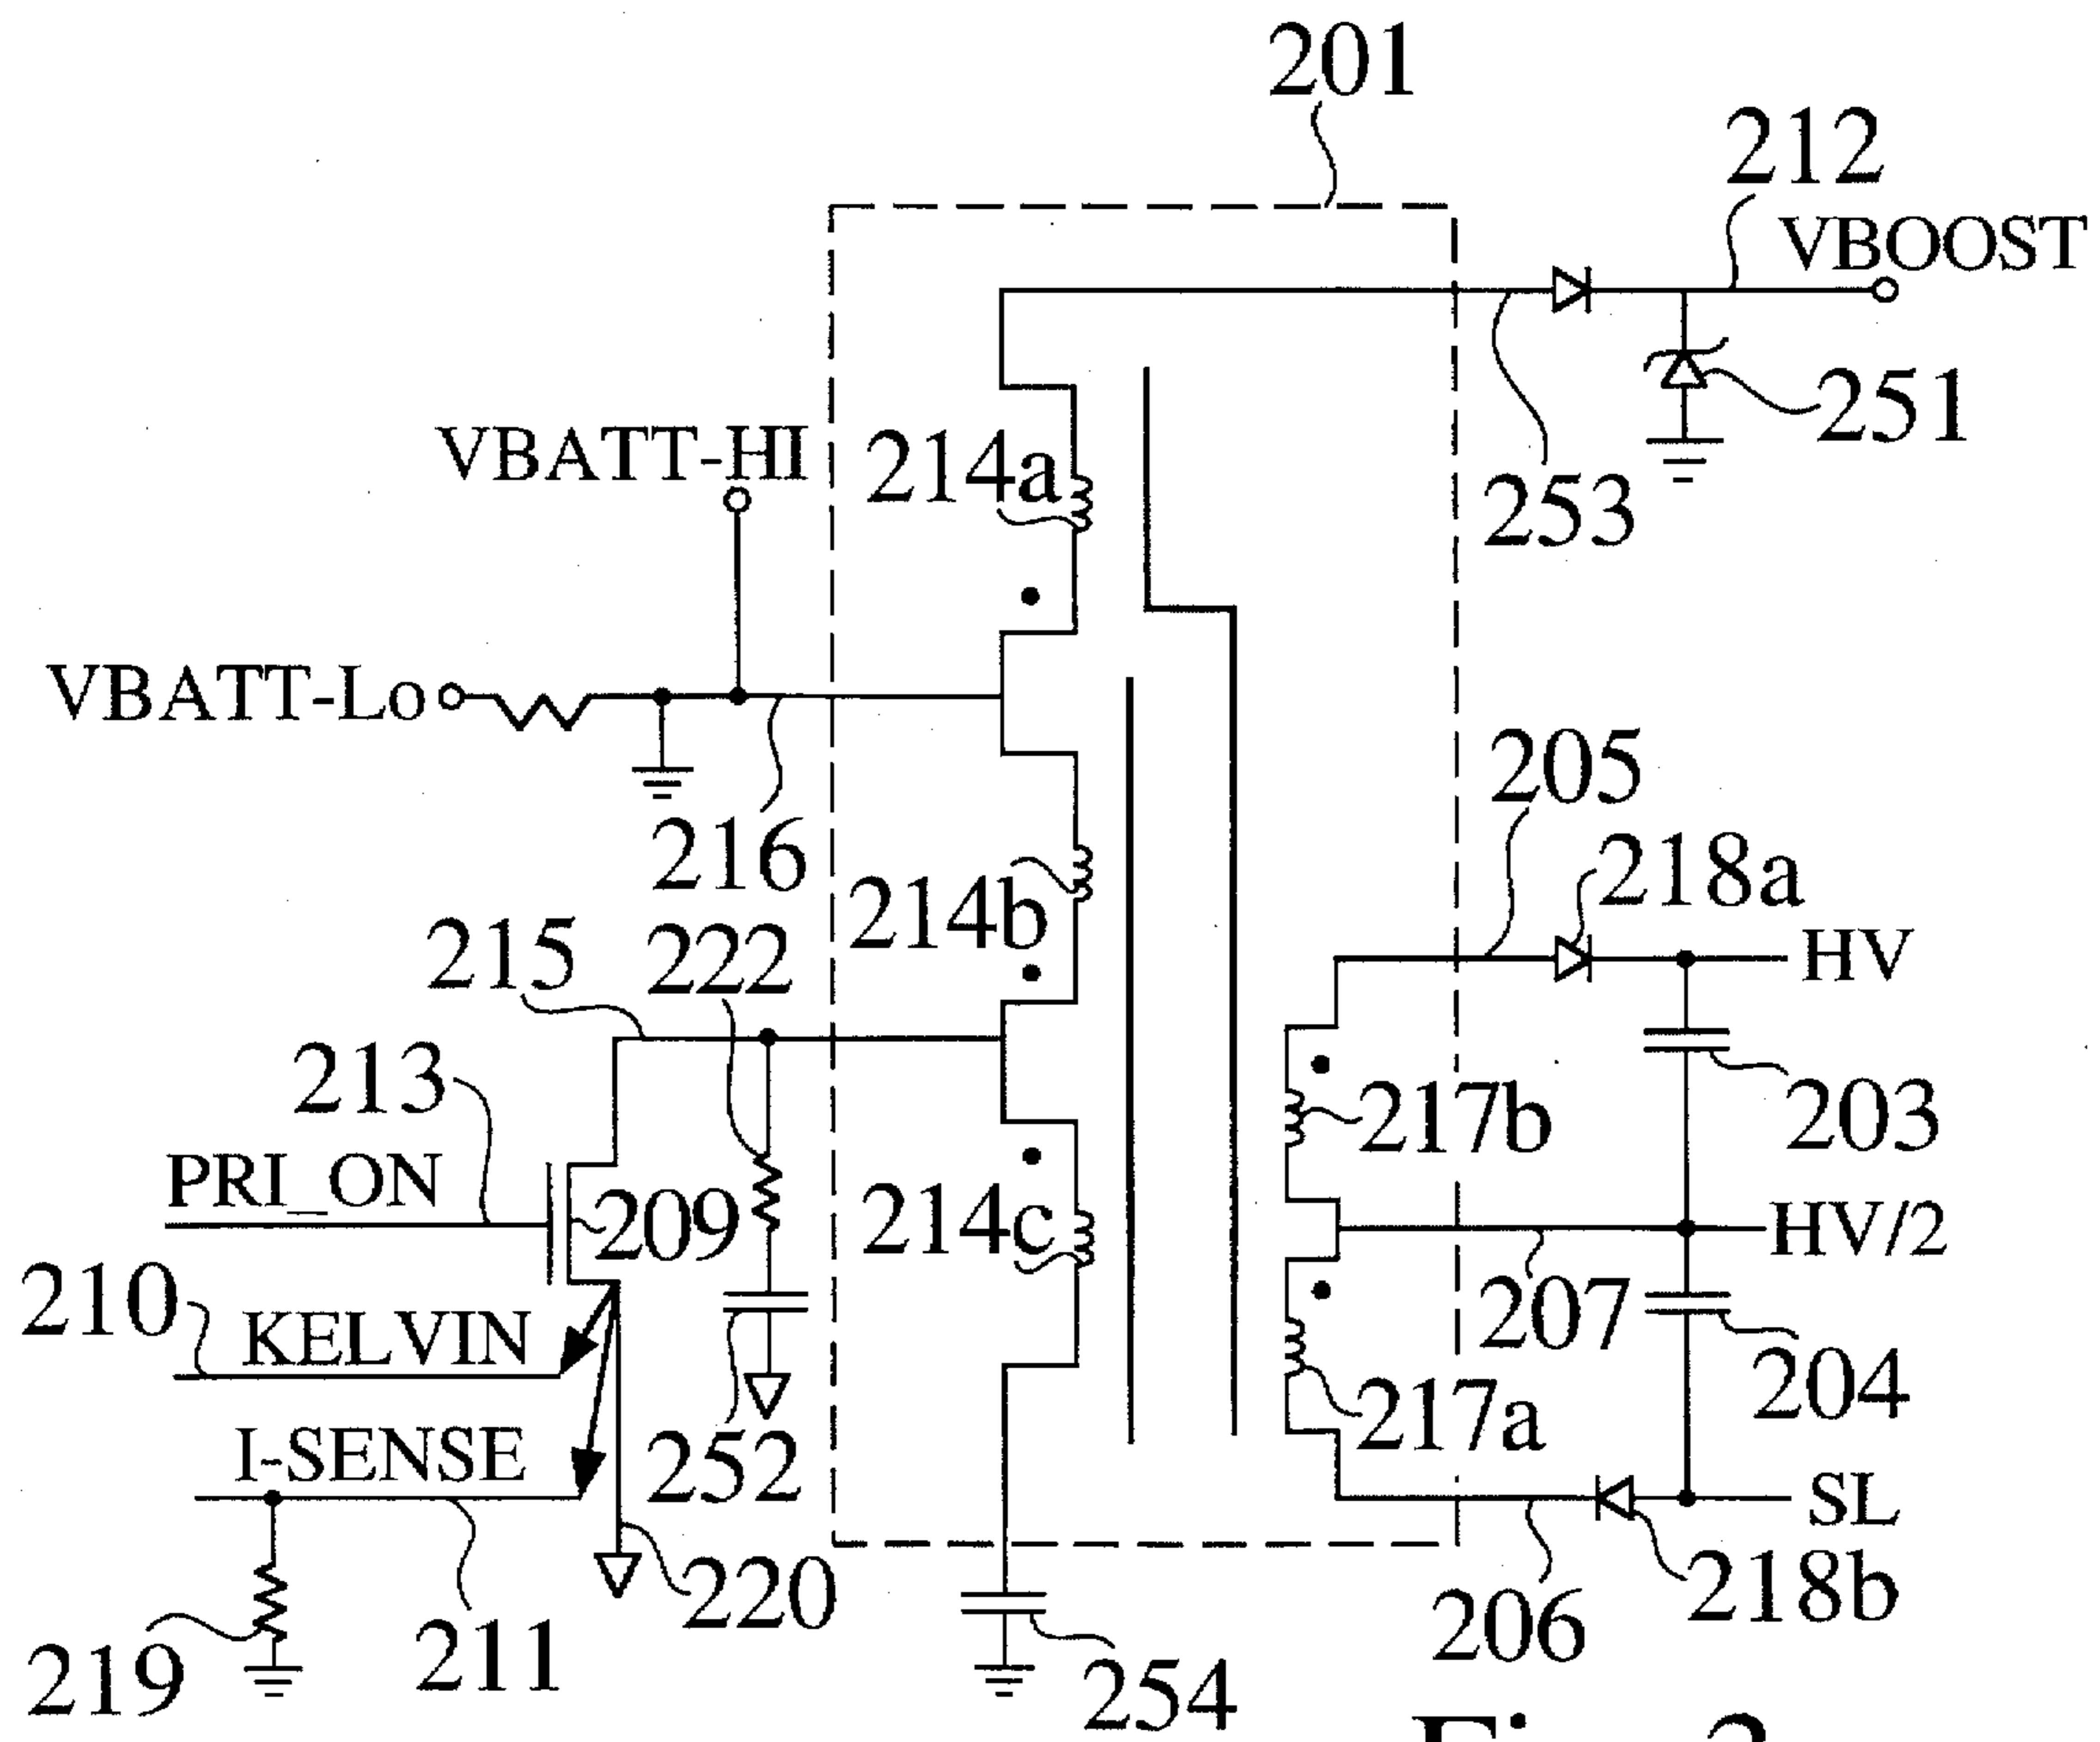 201
212
VBOOST
251
253
VBATT-HI
214a
VBATT-Lo
216
214b
205
218a
HV
215
222
203
217b
213
PRI_ON
209
214c
HV/2
207
204
210
KELVIN
217a
I-SENSE
252
SL
220
218b
206
211
219
254